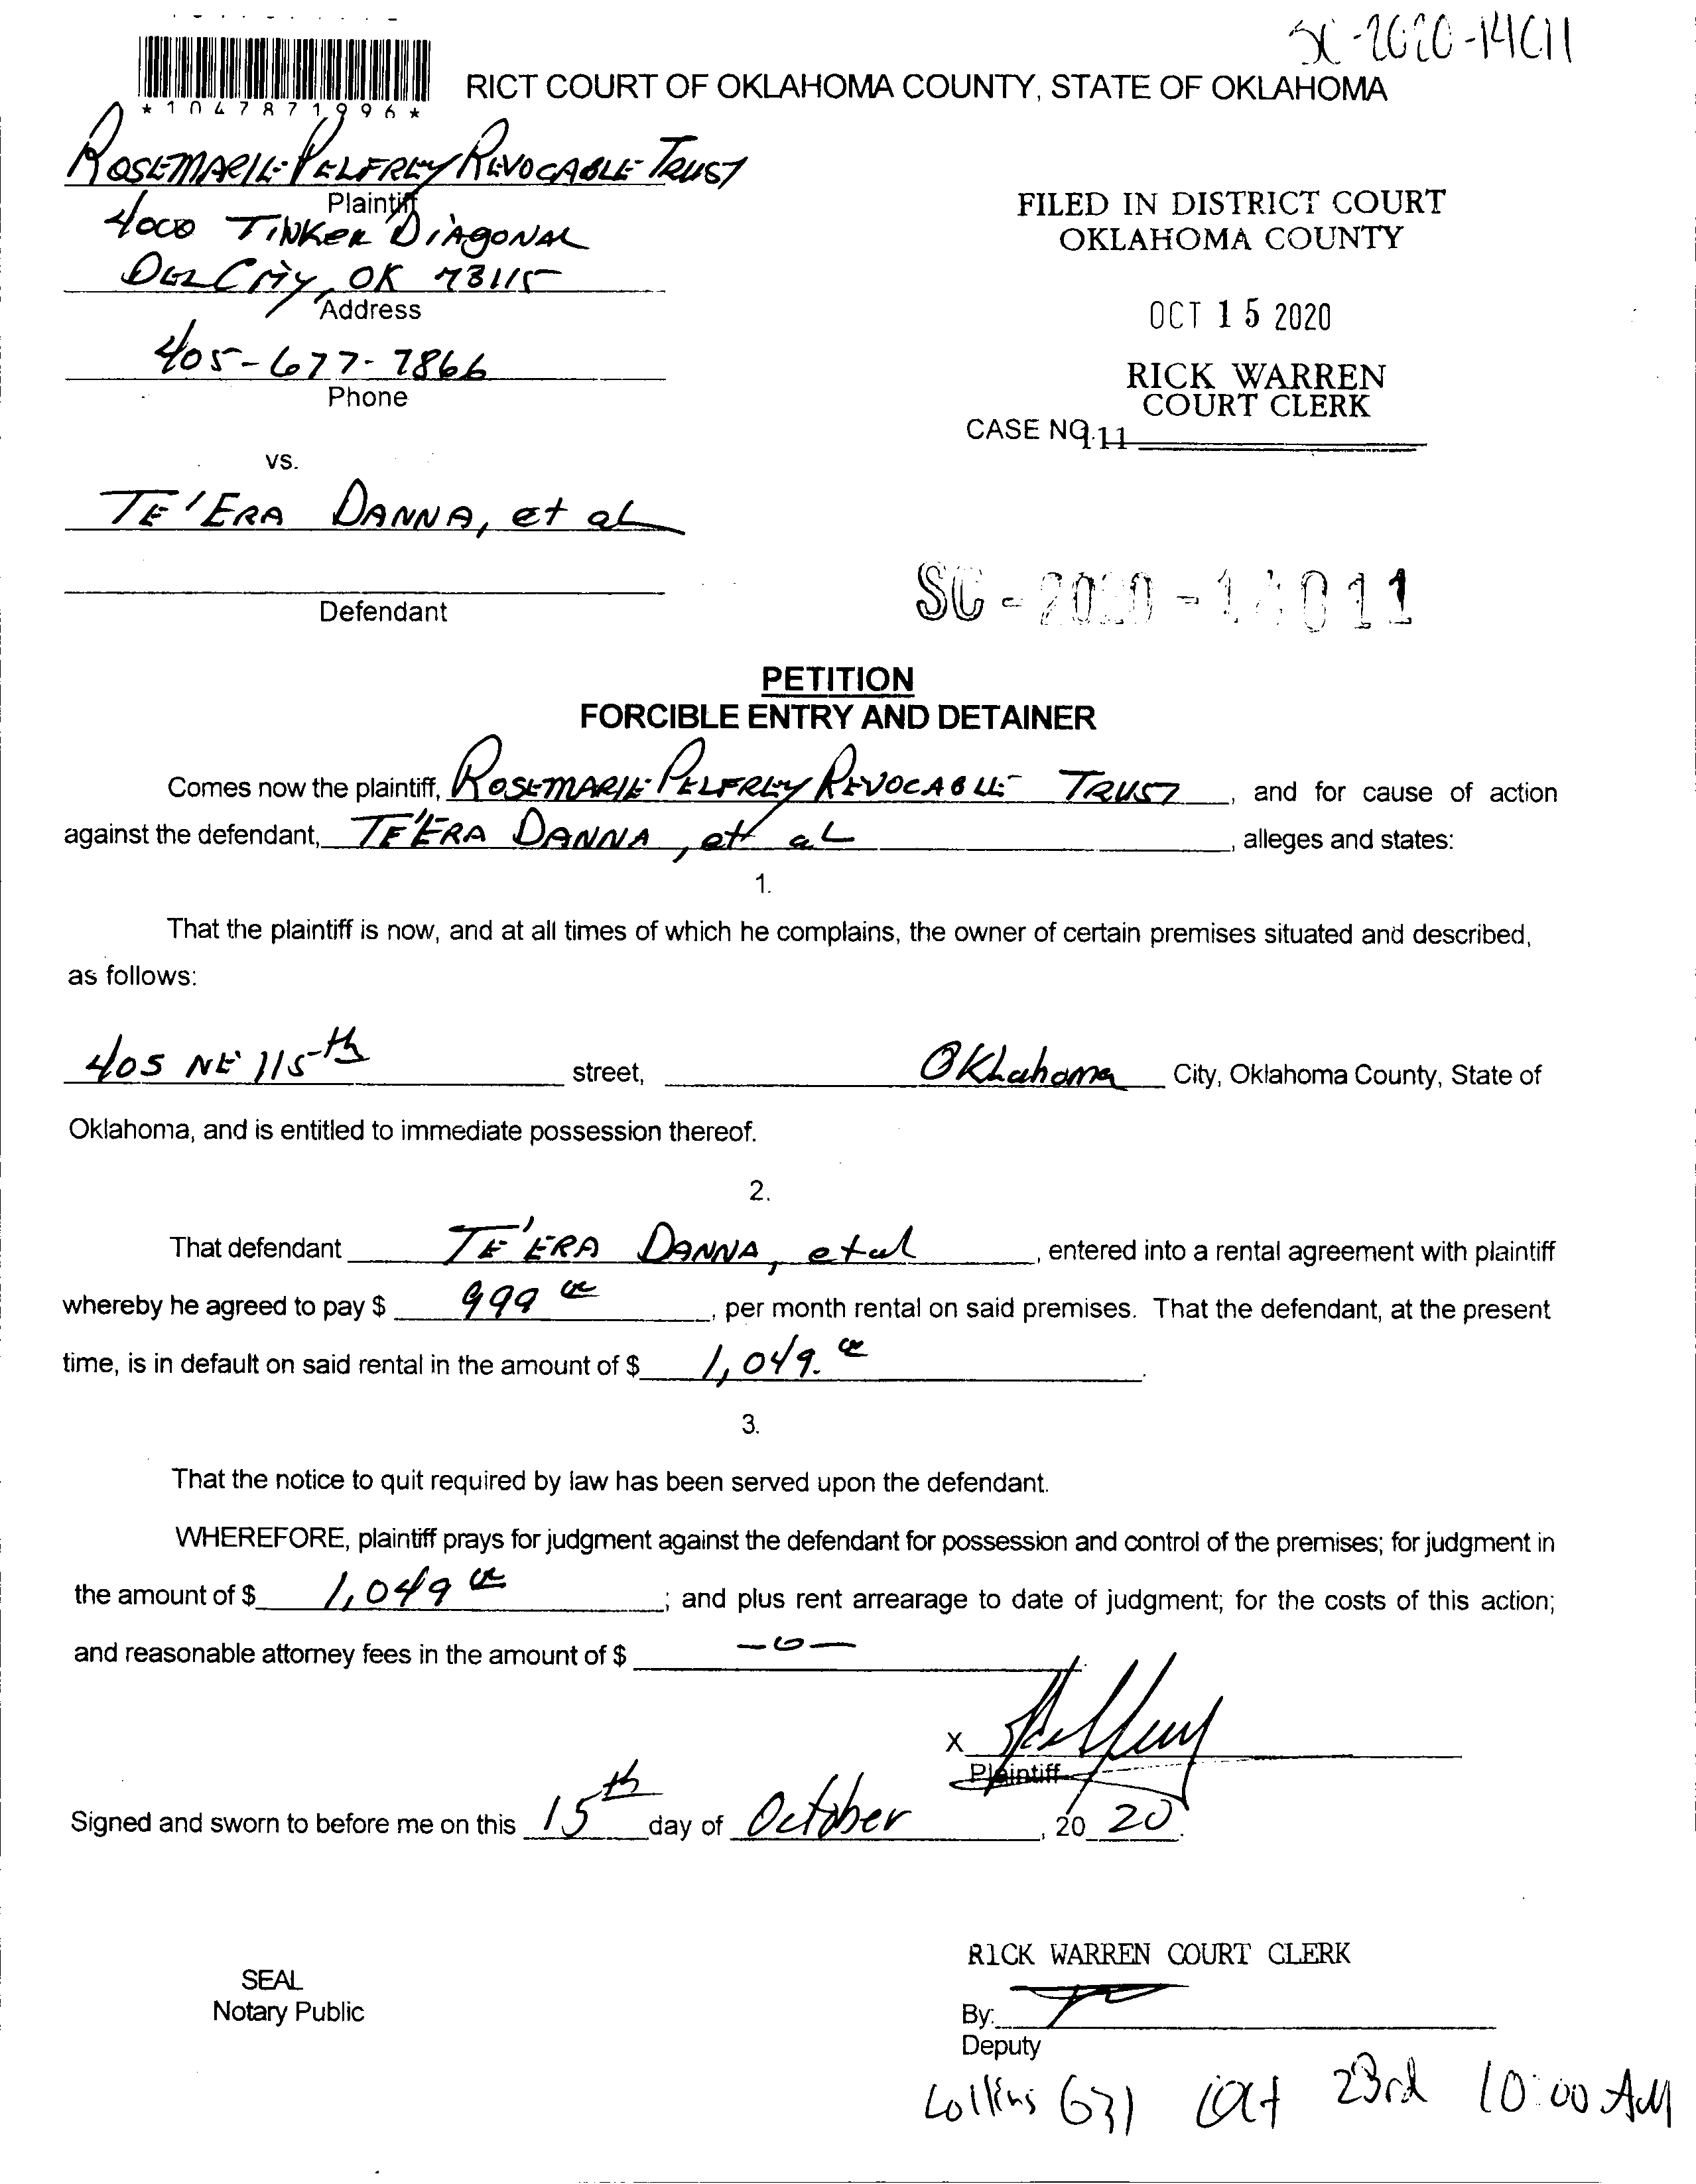 SC-2020-14011
*1047871996*
RICT COURT OF OKLAHOMA COUNTY, STATE OF OKLAHOMA
ROSEMARIE PELFREY REVOCABLE TRUST
Plaintiff
4000 TINKER DIAGONAL
DEL CITY, OK 73115
Address
405-677-7866
Phone
FILED IN DISTRICT COURT
OKLAHOMA COUNTY
OCT 15 2020
RICK WARREN
COURT CLERK
CASE NO.
111
vs.
TE'ERA DANNA, et al
Defendant
SC-2020-14011
PETITION
FORCIBLE ENTRY AND DETAINER
Comes now the plaintiff, ROSEMARIE PELFREY REVOCABLE TRUST, and for cause of action
against the defendant, TE'ERA DANNA, et al, alleges and states:
1.
That the plaintiff is now, and at all times of which he complains, the owner of certain premises situated and described,
as follows:
405 NE 115th street, Oklahoma City, Oklahoma County, State of
Oklahoma, and is entitled to immediate possession thereof.
2.
That defendant TE'ERA DANNA, et al, entered into a rental agreement with plaintiff
whereby he agreed to pay $ 999 00, per month rental on said premises. That the defendant, at the present
time, is in default on said rental in the amount of $ 1,049.00.
3.
That the notice to quit required by law has been served upon the defendant.
WHEREFORE, plaintiff prays for judgment against the defendant for possession and control of the premises; for judgment in
the amount of $ 1,049 00; and plus rent arrearage to date of judgment; for the costs of this action;
and reasonable attorney fees in the amount of $ -0-
X
Plaintiff
Signed and sworn to before me on this 15th day of October, 20 20.
RICK WARREN COURT CLERK
SEAL
Notary Public
By:
Deputy
Collins 631 Oct 23rd 10:00 AM